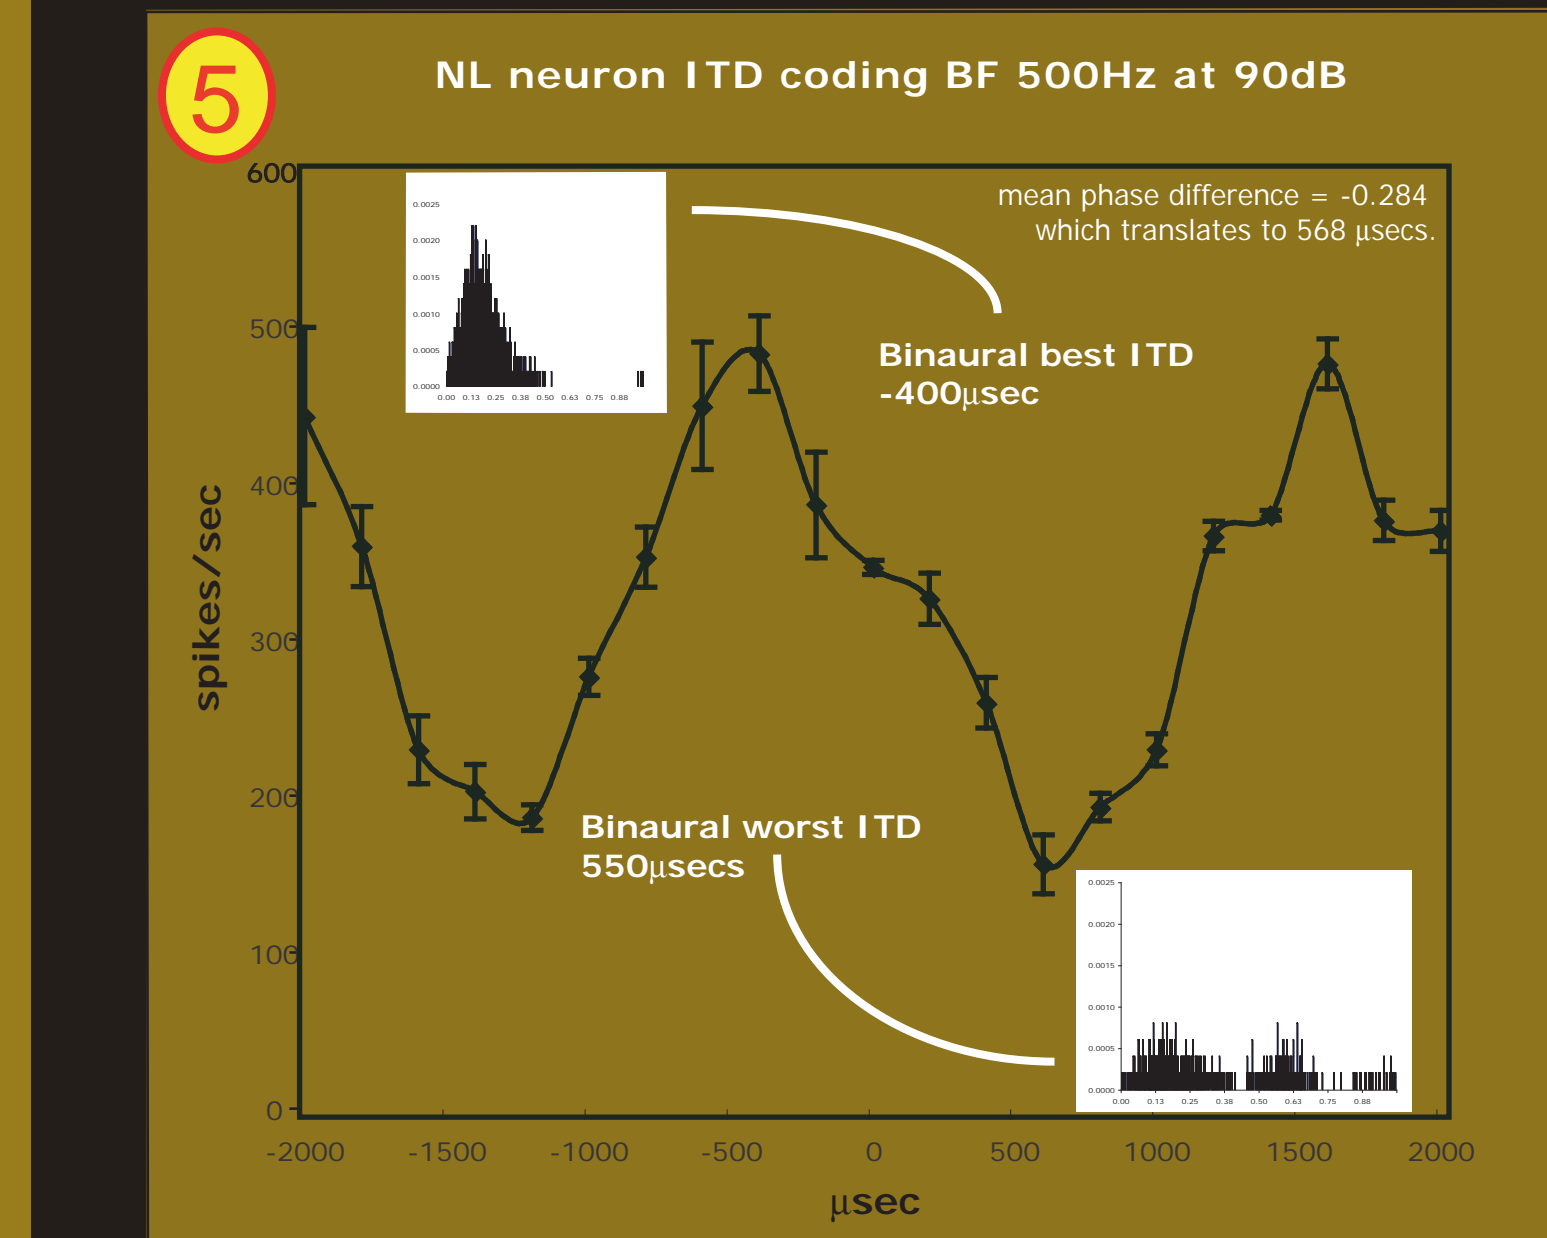 5
NL neuron ITD coding BF 500Hz at 90dB
mean phase difference = -0.284
which translates to 568 μsecs.
600
500
400
300
200
100
0
spikes/sec
0.0025
0.0020
0.0015
0.0010
0.0005
0.0000
0.00 0.13 0.25 0.38 0.50 0.63 0.75 0.88
Binaural best ITD
-400μsec
Binaural worst ITD
550μsecs
0.0025
0.0020
0.0015
0.0010
0.0005
0.0000
0.00 0.13 0.25 0.38 0.50 0.63 0.75 0.88
-2000 -1500 -1000 -500 0 500 1000 1500 2000
μsec